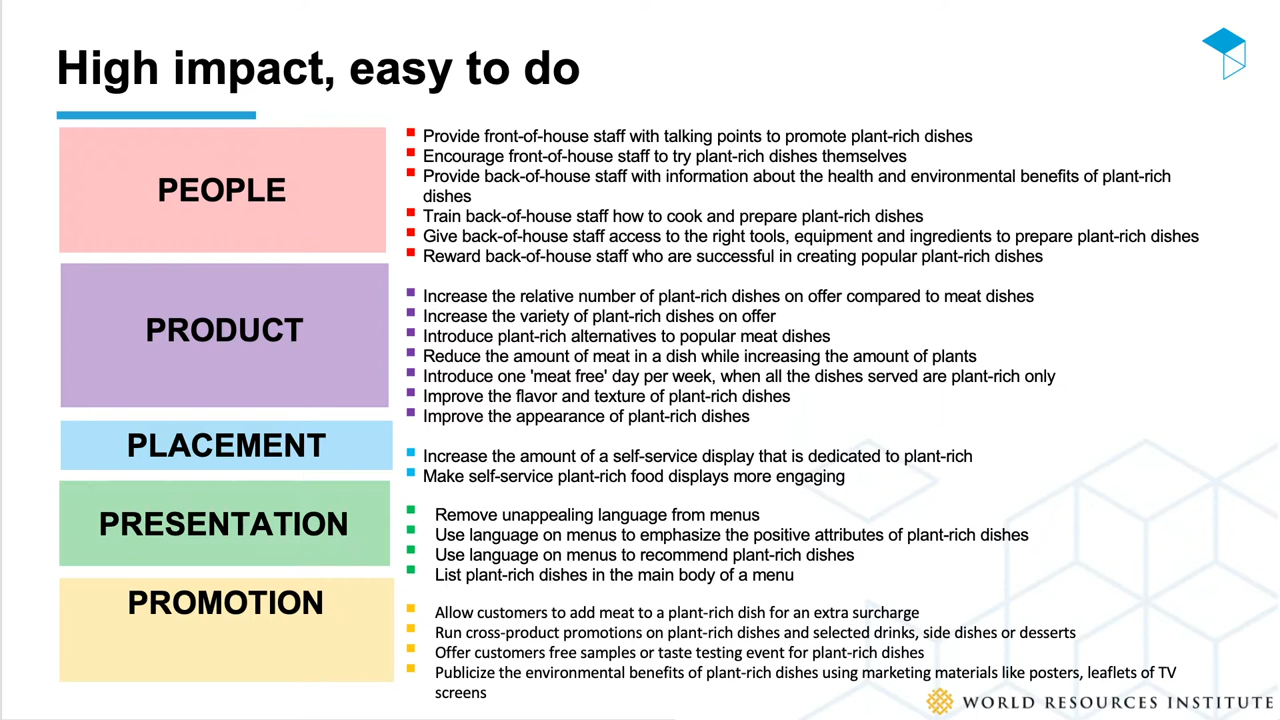 High impact, easy to do
PEOPLE
Provide front-of-house staff with talking points to promote plant-rich dishes
Encourage front-of-house staff to try plant-rich dishes themselves
Provide back-of-house staff with information about the health and environmental benefits of plant-rich
dishes
Train back-of-house staff how to cook and prepare plant-rich dishes
Give back-of-house staff access to the right tools, equipment and ingredients to prepare plant-rich dishes
Reward back-of-house staff who are successful in creating popular plant-rich dishes
PRODUCT
Increase the relative number of plant-rich dishes on offer compared to meat dishes
Increase the variety of plant-rich dishes on offer
Introduce plant-rich alternatives to popular meat dishes
Reduce the amount of meat in a dish while increasing the amount of plants
Introduce one 'meat free' day per week, when all the dishes served are plant-rich only
Improve the flavor and texture of plant-rich dishes
Improve the appearance of plant-rich dishes
PLACEMENT
Increase the amount of a self-service display that is dedicated to plant-rich
Make self-service plant-rich food displays more engaging
PRESENTATION
Remove unappealing language from menus
Use language on menus to emphasize the positive attributes of plant-rich dishes
Use language on menus to recommend plant-rich dishes
List plant-rich dishes in the main body of a menu
PROMOTION
Allow customers to add meat to a plant-rich dish for an extra surcharge
Run cross-product promotions on plant-rich dishes and selected drinks, side dishes or desserts
Offer customers free samples or taste testing event for plant-rich dishes
Publicize the environmental benefits of plant-rich dishes using marketing materials like posters, leaflets of TV
screens
WORLD RESOURCES INSTITUTE